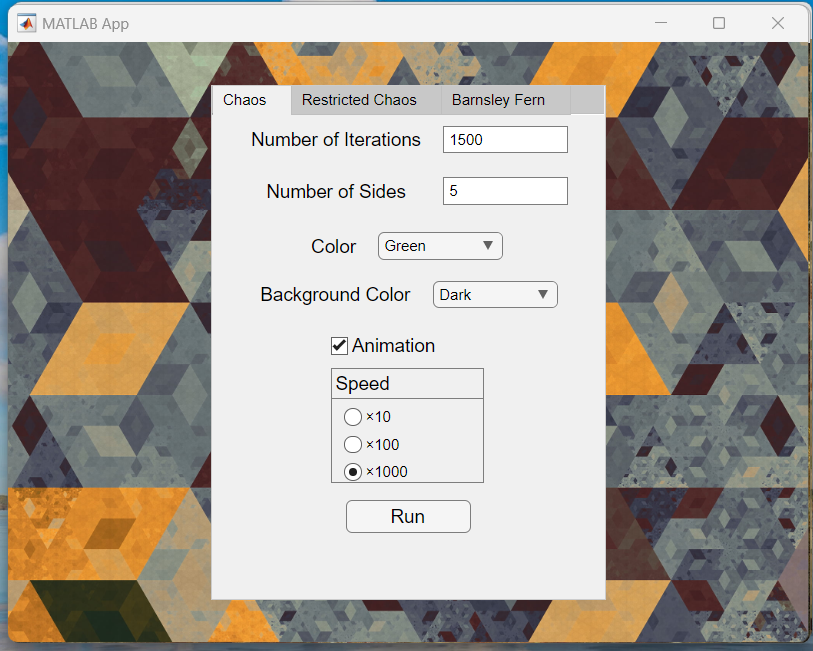 MATLAB App
Chaos Restricted Chaos Barnsley Fern
Number of Iterations 1500
Number of Sides 5
Color Green
Background Color Dark
Animation
Speed
×10
×100
×1000
Run